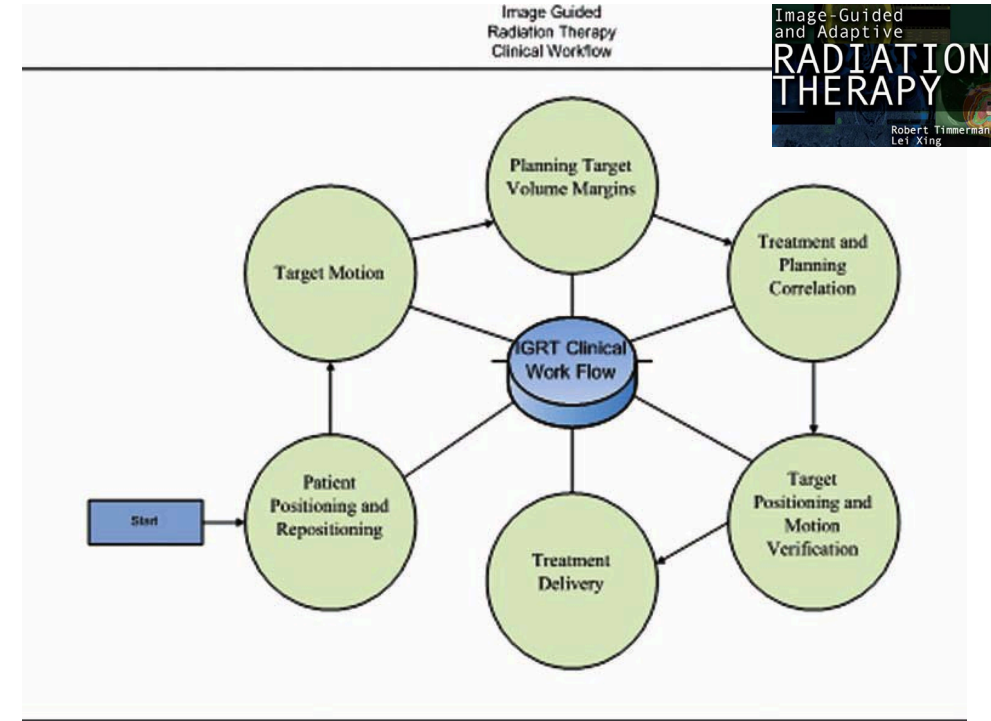 Image Guided
Radiation Therapy
Clinical Workflow
Image-Guided
and Adaptive
RADIATION
THERAPY
Robert Timmerman
Lei Xing
Planning Target
Volume Margins
Target Motion
Treatment and
Planning
Correlation
IGRT Clinical
Work Flow
Start
Patient
Positioning and
Repositioning
Target
Positioning and
Motion
Verification
Treatment
Delivery